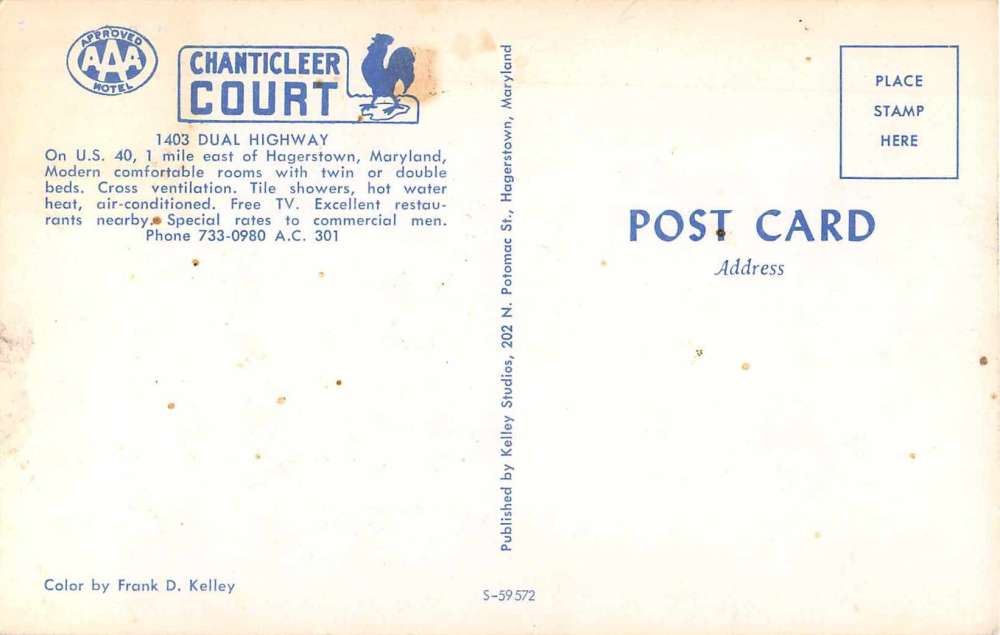 APPROVED
AAA
MOTEL
CHANTICLEER
COURT
1403 DUAL HIGHWAY
On U.S. 40, 1 mile east of Hagerstown, Maryland,
Modern comfortable rooms with twin or double
beds. Cross ventilation. Tile showers, hot water
heat, air-conditioned. Free TV. Excellent restau-
rants nearby. Special rates to commercial men.
Phone 733-0980 A.C. 301
Color by Frank D. Kelley
Published by Kelley Studios, 202 N. Potomac St., Hagerstown, Maryland
S-59572
PLACE
STAMP
HERE
POST CARD
Address